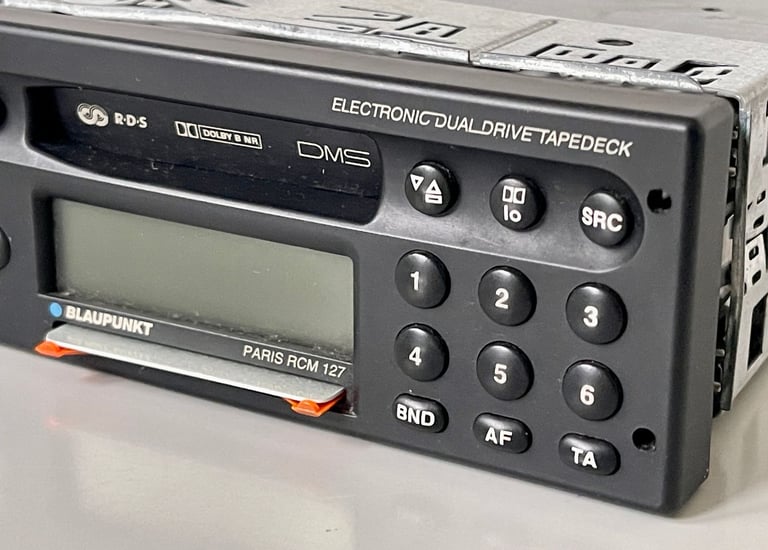 ELECTRONIC DUAL DRIVE TAPEDECK
R·D·S
DOLBY B NR
DMS
lo
SRC
1
2
3
BLAUPUNKT
PARIS RCM 127
4
5
6
BND
AF
TA